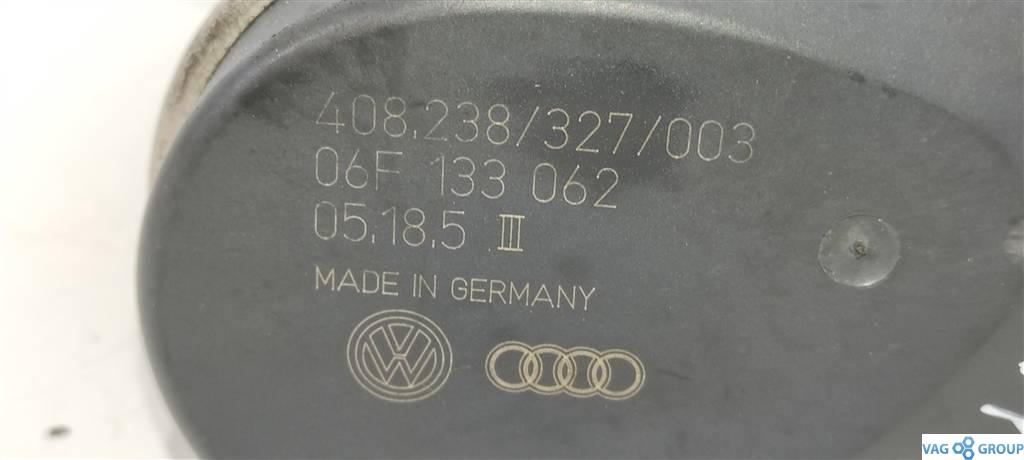 408.238/327/003
06F 133 062
05.18.5 III
MADE IN GERMANY
VAG GROUP